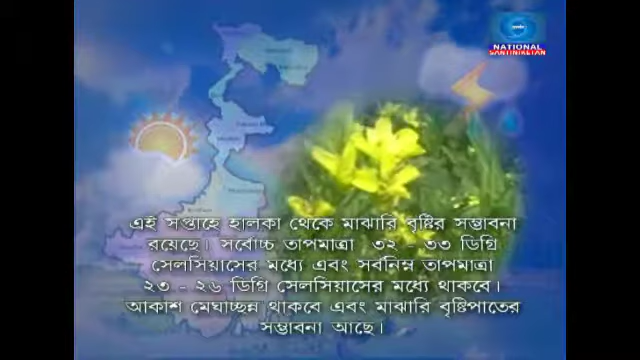 NATIONAL
SANTINIKETAN
এই সপ্তাহে হালকা থেকে মাঝারি বৃষ্টির সম্ভাবনা
রয়েছে। সর্বোচ্চ তাপমাত্রা ৩২ - ৩৩ ডিগ্রি
সেলসিয়াসের মধ্যে এবং সর্বনিম্ন তাপমাত্রা
২৩ - ২৬ ডিগ্রি সেলসিয়াসের মধ্যে থাকবে।
আকাশ মেঘাচ্ছন্ন থাকবে এবং মাঝারি বৃষ্টিপাতের
সম্ভাবনা আছে।